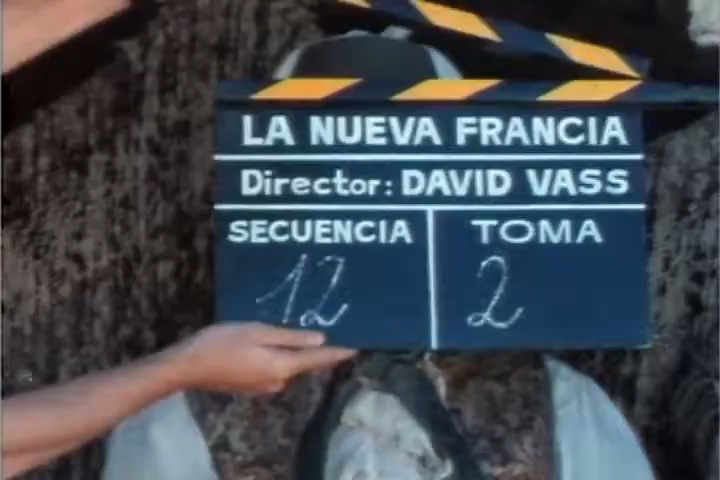 LA NUEVA FRANCIA
Director: DAVID VASS
SECUENCIA TOMA
12 2